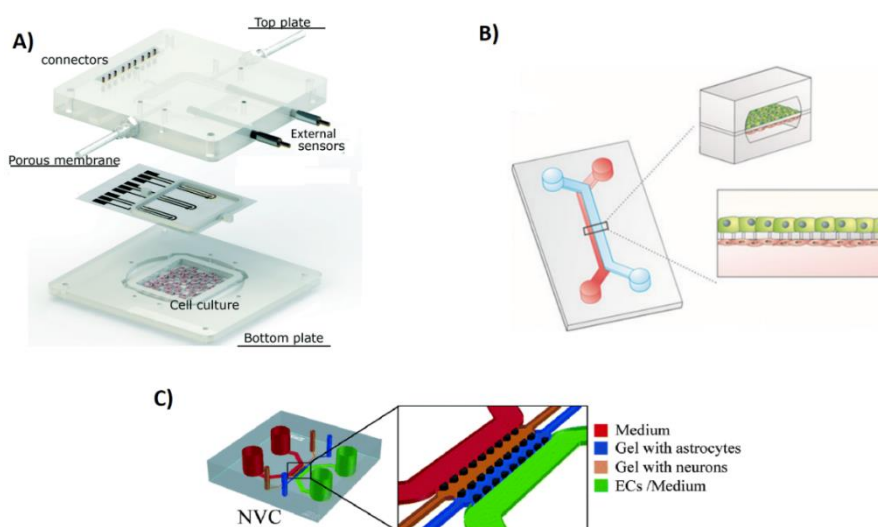 A)
Top plate
connectors
External
sensors
Porous membrane
Cell culture
Bottom plate
B)
C)
NVC
Medium
Gel with astrocytes
Gel with neurons
ECs /Medium